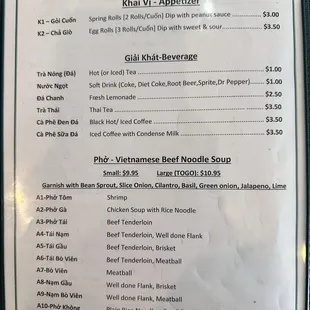 Khai Vị - Appetizer
K1 – Gỏi Cuốn Spring Rolls [2 Rolls/Cuốn] Dip with peanut sauce $3.00
K2 – Chả Giò Egg Rolls [3 Rolls/Cuốn] Dip with sweet & sour $3.50
Giải Khát-Beverage
Trà Nóng (Đá) Hot (or Iced) Tea $1.00
Nước Ngọt Soft Drink (Coke, Diet Coke,Root Beer,Sprite,Dr Pepper) $1.00
Đá Chanh Fresh Lemonade $2.50
Trà Thái Thai Tea $3.50
Cà Phê Đen Đá Black Hot/ Iced Coffee $3.50
Cà Phê Sữa Đá Iced Coffee with Condense Milk $3.50
Phở - Vietnamese Beef Noodle Soup
Small: $9.95 Large (TOGO): $10.95
Garnish with Bean Sprout, Slice Onion, Cilantro, Basil, Green onion, Jalapeno, Lime
A1-Phở Tôm Shrimp
A2-Phở Gà Chicken Soup with Rice Noodle
A3-Phở Tái Beef Tenderloin
A4-Tái Nạm Beef Tenderloin, Well done Flank
A5-Tái Gầu Beef Tenderloin, Brisket
A6-Tái Bò Viên Beef Tenderloin, Meatball
A7-Bò Viên Meatball
A8-Nạm Gầu Well done Flank, Brisket
A9-Nạm Bò Viên Well done Flank, Meatball
A10-Phở Không